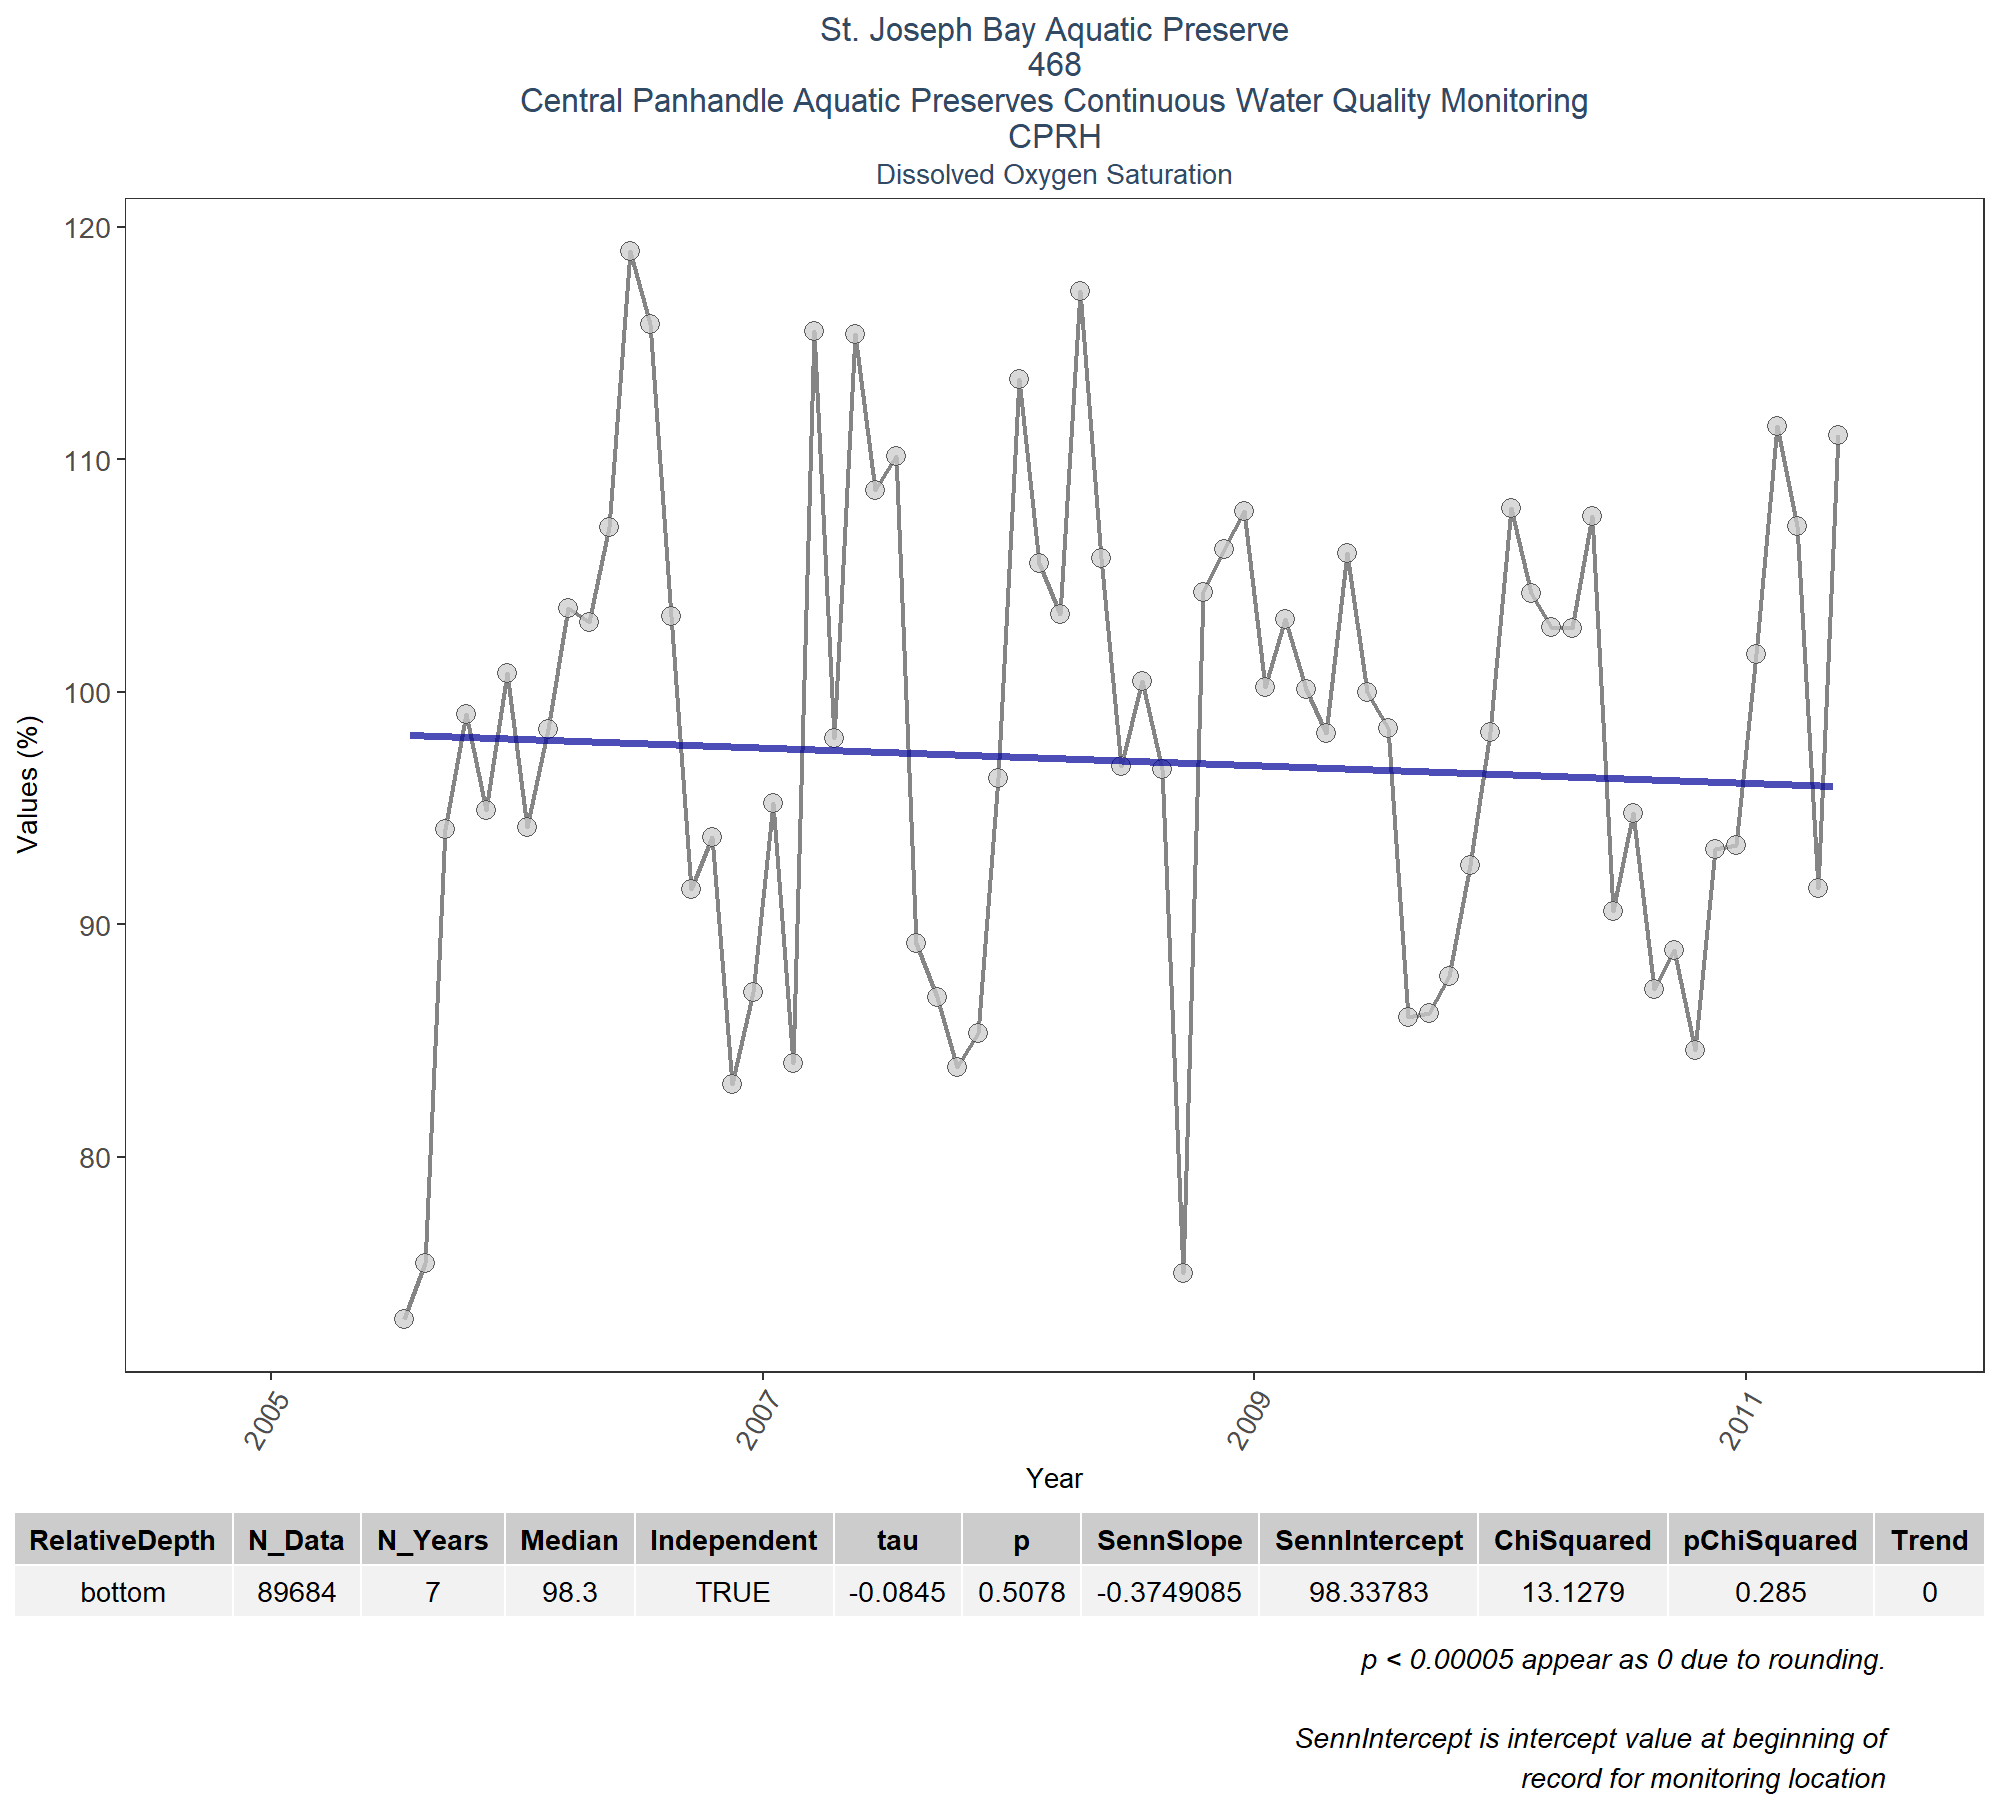 St. Joseph Bay Aquatic Preserve
468
Central Panhandle Aquatic Preserves Continuous Water Quality Monitoring
CPRH
Dissolved Oxygen Saturation
120
110
100
90
80
Values (%)
2005
2007
2009
2011
Year
RelativeDepth N_Data N_Years Median Independent tau p SennSlope SennIntercept ChiSquared pChiSquared Trend
bottom 89684 7 98.3 TRUE -0.0845 0.5078 -0.3749085 98.33783 13.1279 0.285 0
p < 0.00005 appear as 0 due to rounding.
SennIntercept is intercept value at beginning of
record for monitoring location